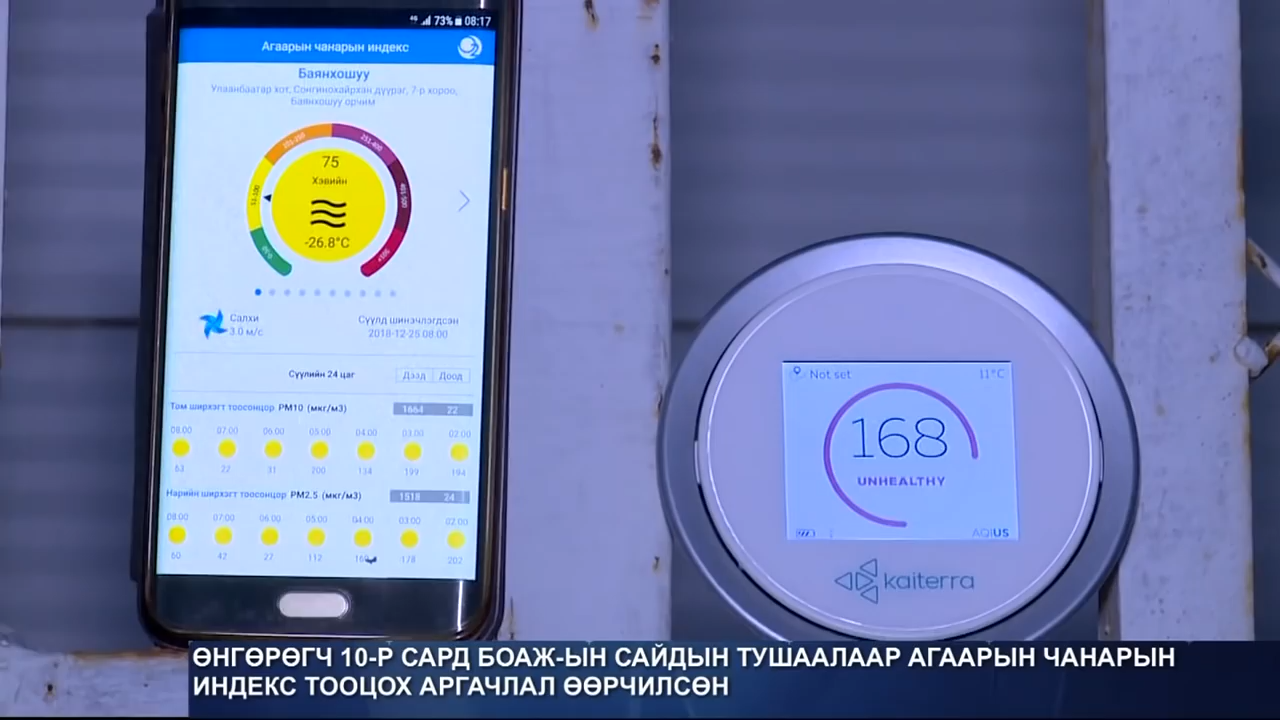 4G 73% 08:17
Агаарын чанарын индекс
Баянхошуу
Улаанбаатар хот, Сонгинохайрхан дүүрэг, 7-р хороо,
Баянхошуу орчим
251-400
51-100
75
Хэвийн
-26.8°C
Салхи
3.0 м/с
Сүүлд шинэчлэгдсэн
2018-12-25 08:00
Сүүлийн 24 цаг
Дээд Доод
Том ширхэгт тоосонцор PM10 (мкг/м3) 1664 22
08:00 07:00 06:00 05:00 04:00 03:00 02:00
63 22 31 200 134 199 194
Нарийн ширхэгт тоосонцор PM2.5 (мкг/м3) 1518 24
08:00 07:00 06:00 05:00 04:00 03:00 02:00
60 42 27 112 178 202
Not set 11°C
168
UNHEALTHY
AQIUS
kaiterra
ӨНГӨРӨГЧ 10-Р САРД БОАЖ-ЫН САЙДЫН ТУШААЛААР АГААРЫН ЧАНАРЫН
ИНДЕКС ТООЦОХ АРГАЧЛАЛ ӨӨРЧИЛСӨН